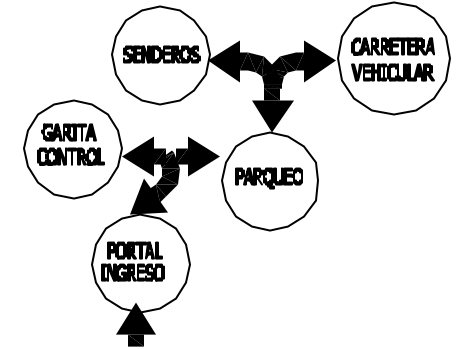 SENDEROS
CARRETERA
VEHICULAR
GARITA
CONTROL
PARQUEO
PORTAL
INGRESO